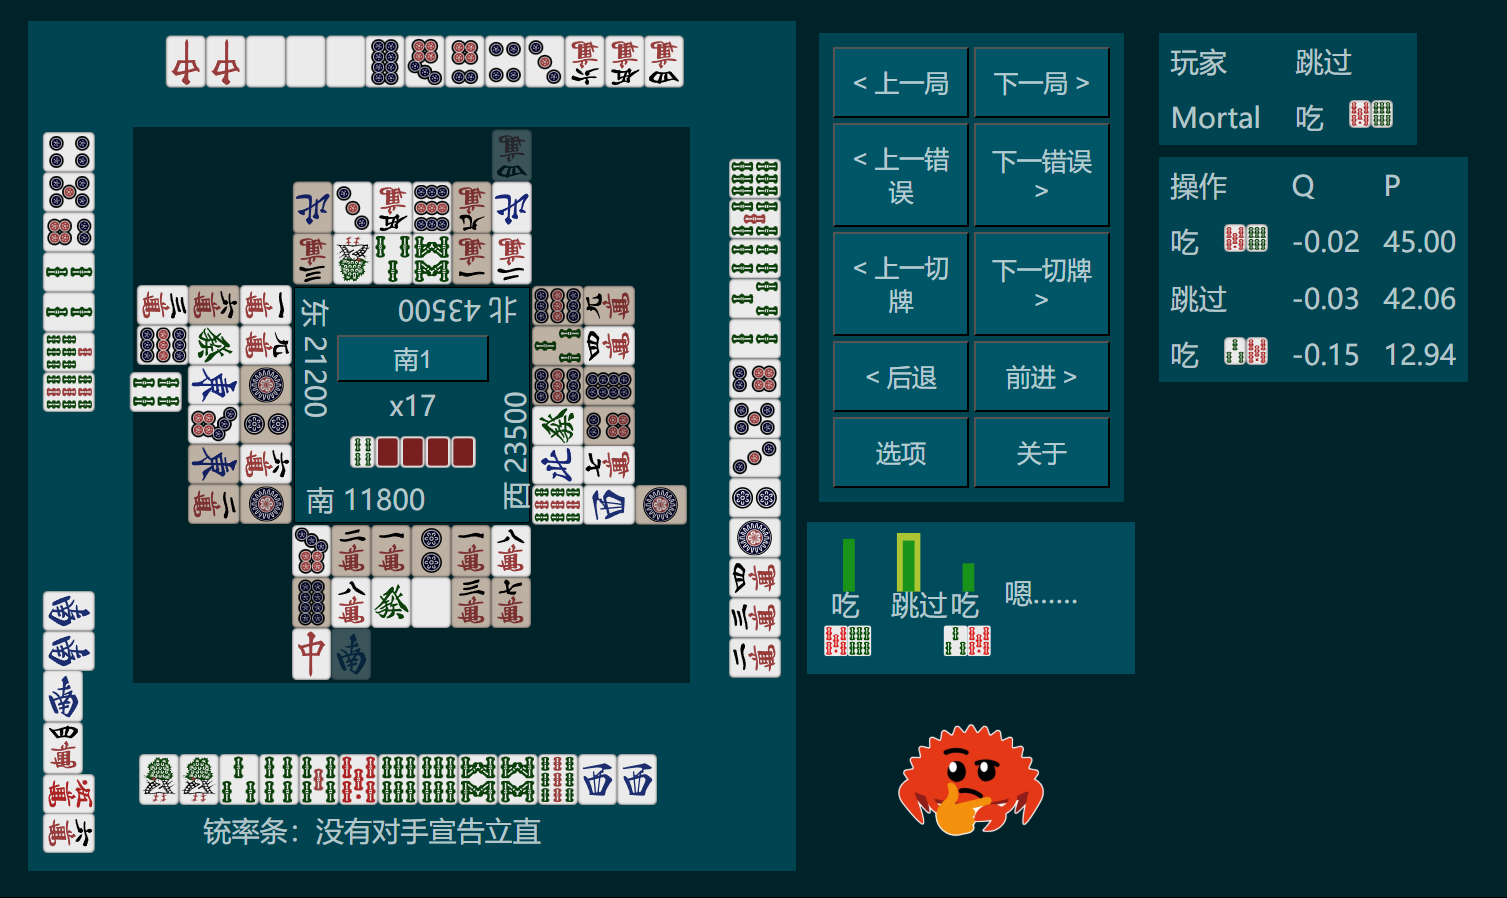 < 上一局
下一局 >
< 上一错误
下一错误 >
< 上一切牌
下一切牌 >
< 后退
前进 >
选项
关于
玩家 跳过
Mortal 吃
操作 Q P
吃 -0.02 45.00
跳过 -0.03 42.06
吃 -0.15 12.94
北 43500
东 21200
南1
x17
西 23500
南 11800
吃
跳过
吃
嗯......
铳率条：没有对手宣告立直